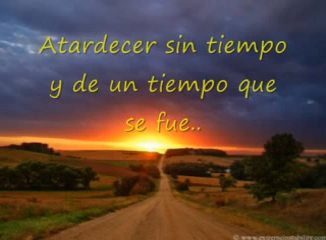 Atardecer sin tiempo
y de un tiempo que
se fue..